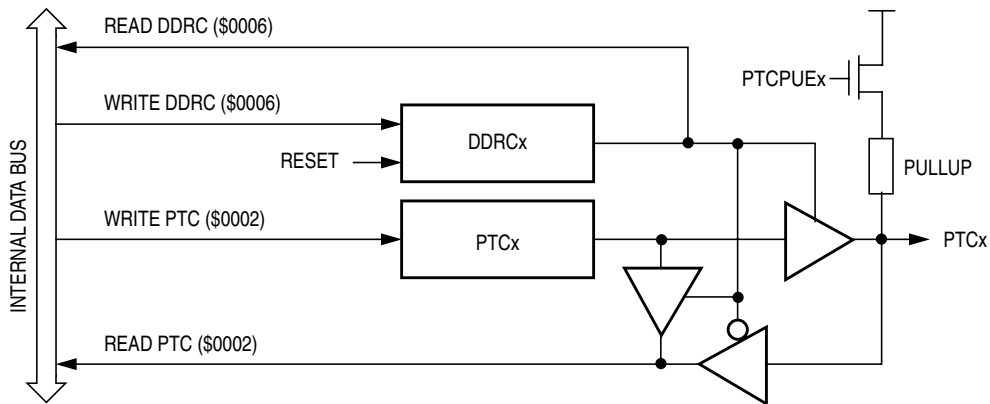 READ DDRC ($0006)
PTCPUEx
WRITE DDRC ($0006)
DDRCx
RESET
PULLUP
INTERNAL DATA BUS
WRITE PTC ($0002)
PTCx
PTCx
READ PTC ($0002)